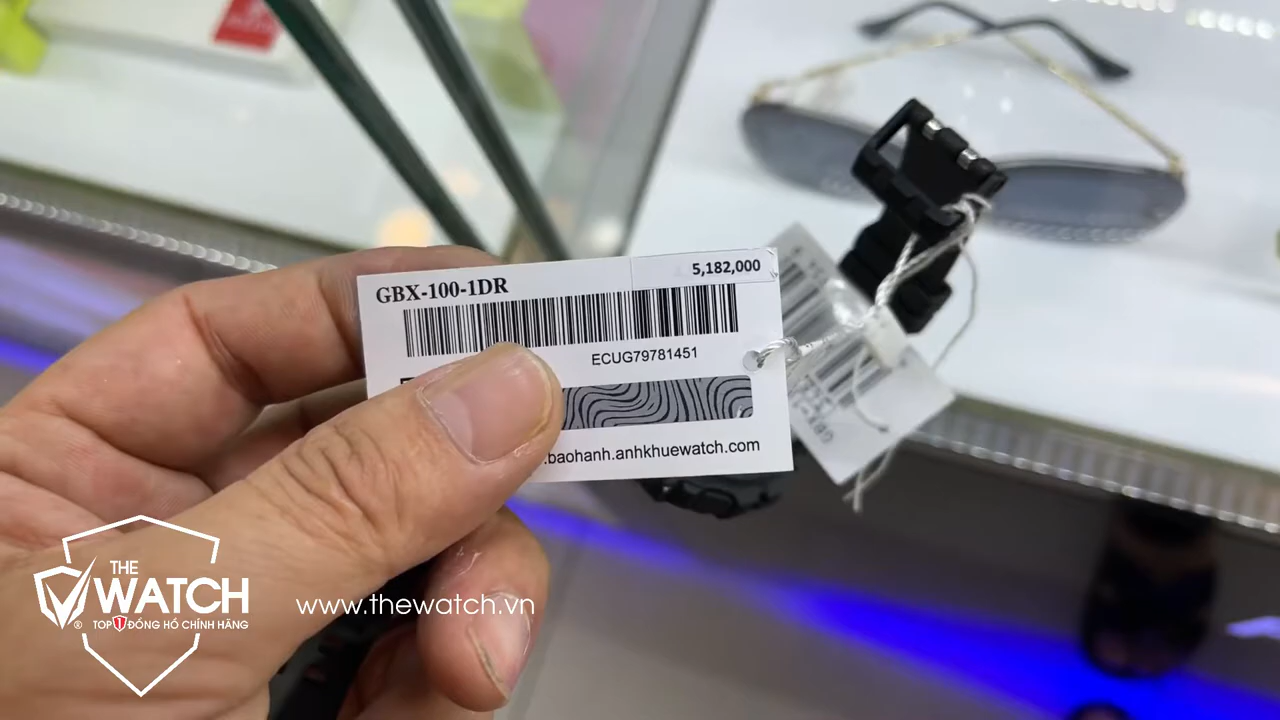 GBX-100-1DR
5,182,000
ECUG79781451
.baohanh.anhkhuewatch.com
THE
WATCH
®
TOP 1 ĐỒNG HỒ CHÍNH HÃNG
www.thewatch.vn